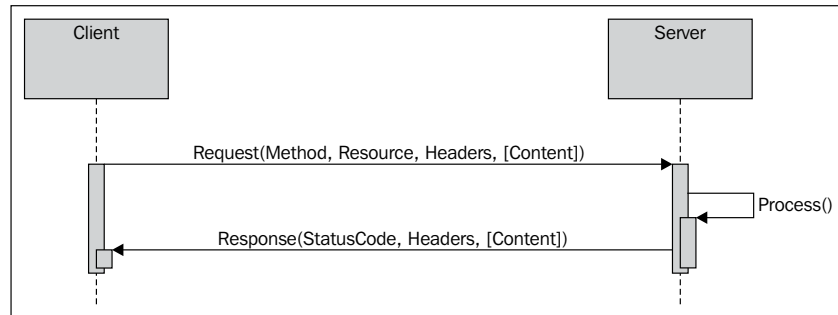 Client
Server
Request(Method, Resource, Headers, [Content])
Process()
Response(StatusCode, Headers, [Content])